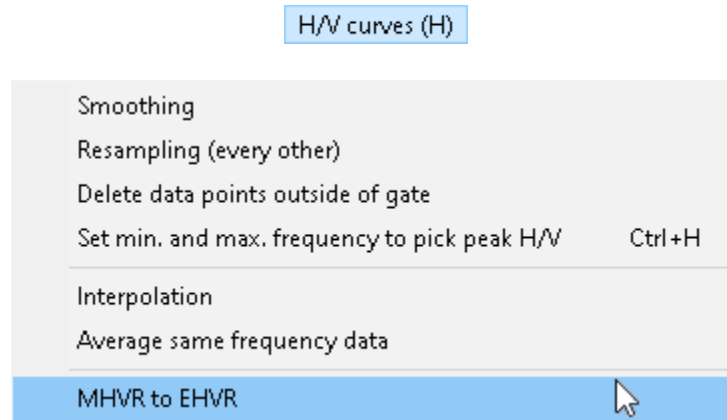 H/V curves (H)
Smoothing
Resampling (every other)
Delete data points outside of gate
Set min. and max. frequency to pick peak H/V Ctrl+H
Interpolation
Average same frequency data
MHVR to EHVR